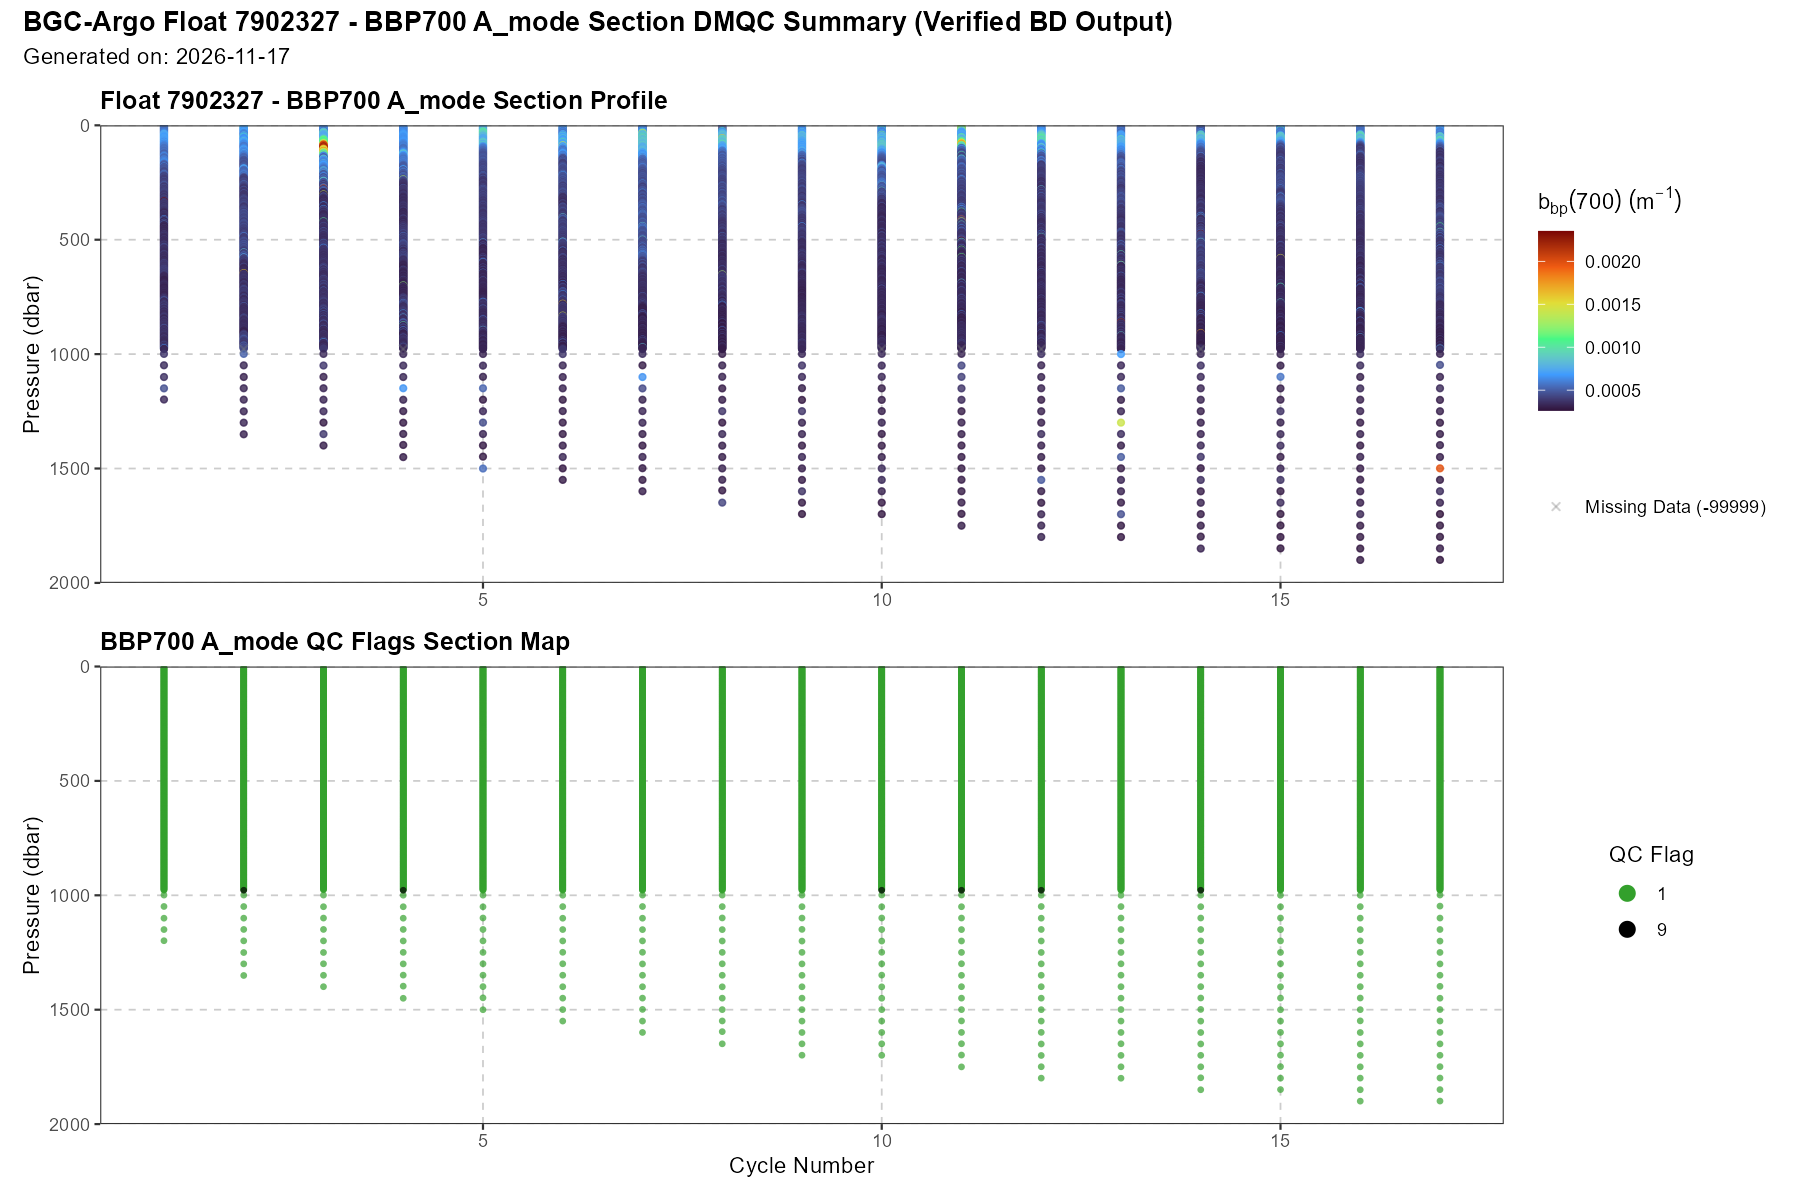 BGC-Argo Float 7902327 - BBP700 A_mode Section DMQC Summary (Verified BD Output)
Generated on: 2026-11-17
Float 7902327 - BBP700 A_mode Section Profile
Pressure (dbar)
0
500
1000
1500
2000
5
10
15
b_bp(700) (m⁻¹)
0.0020
0.0015
0.0010
0.0005
Missing Data (-99999)
BBP700 A_mode QC Flags Section Map
Pressure (dbar)
0
500
1000
1500
2000
5
10
15
Cycle Number
QC Flag
1
9